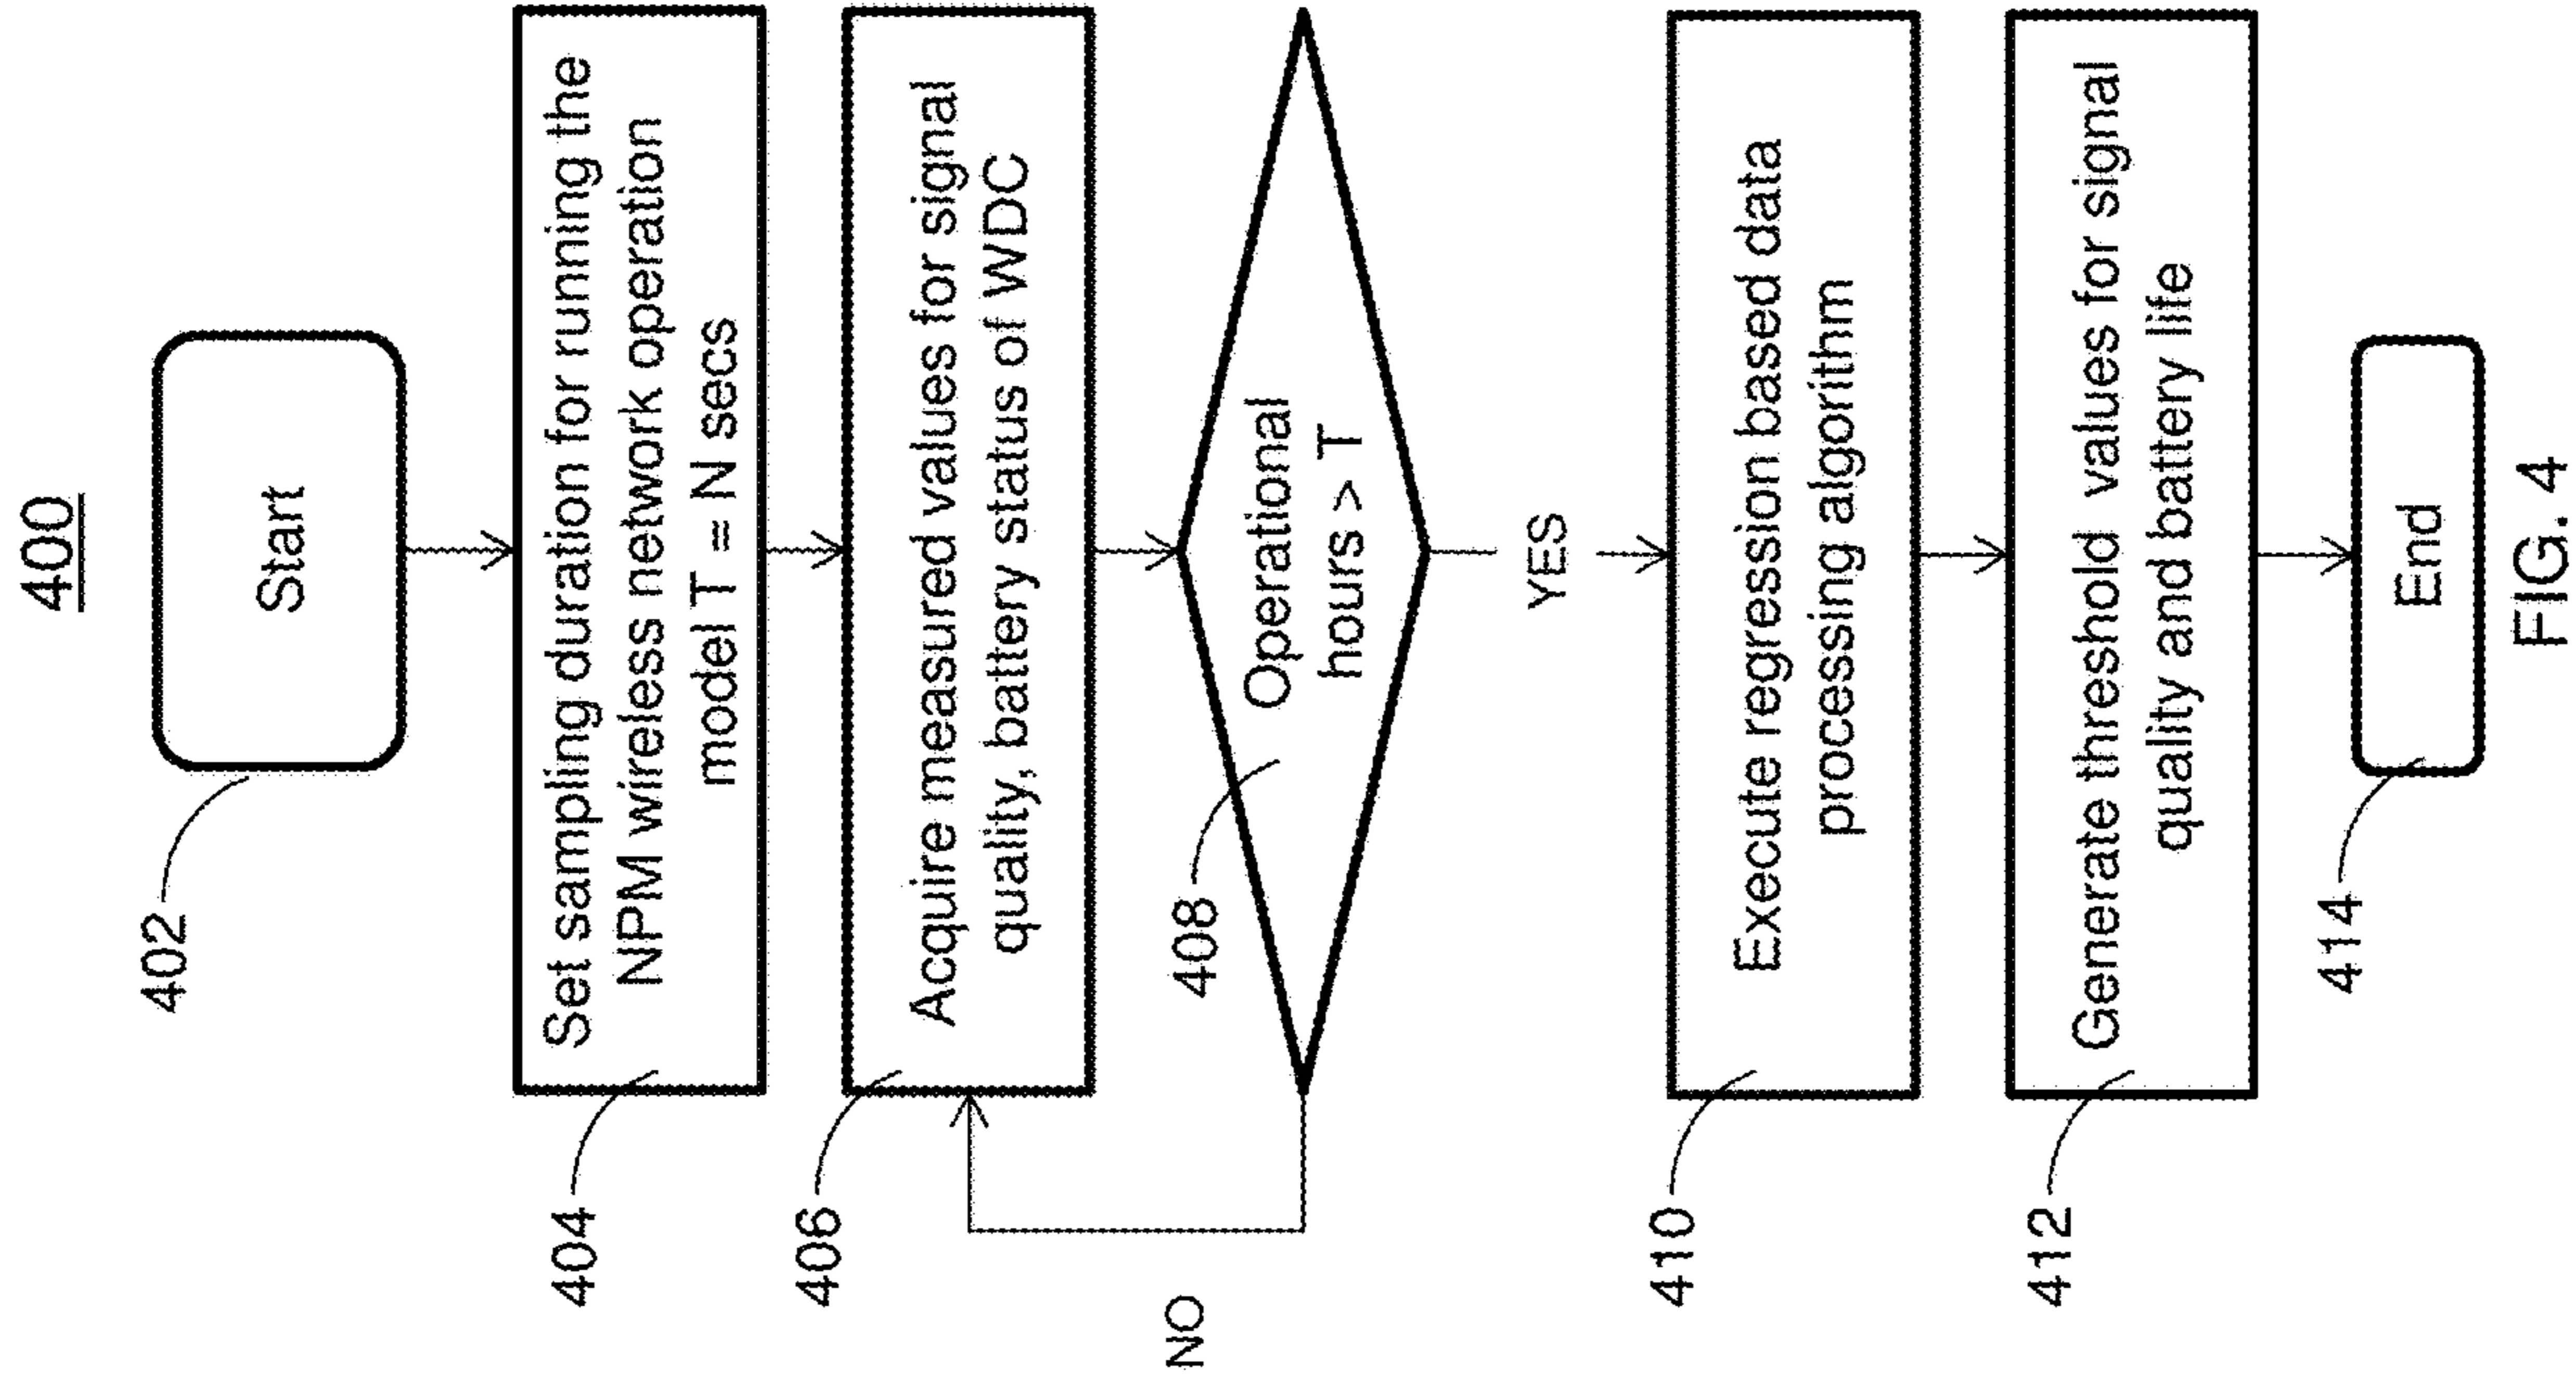 400
Start
402
Set sampling duration for running the
NPM wireless network operation
model T = N secs
404
Acquire measured values for signal
quality, battery status of WDC
406
Operational
hours > T
408
NO
YES
Execute regression based data
processing algorithm
410
Generate threshold values for signal
quality and battery life
412
End
414
FIG. 4